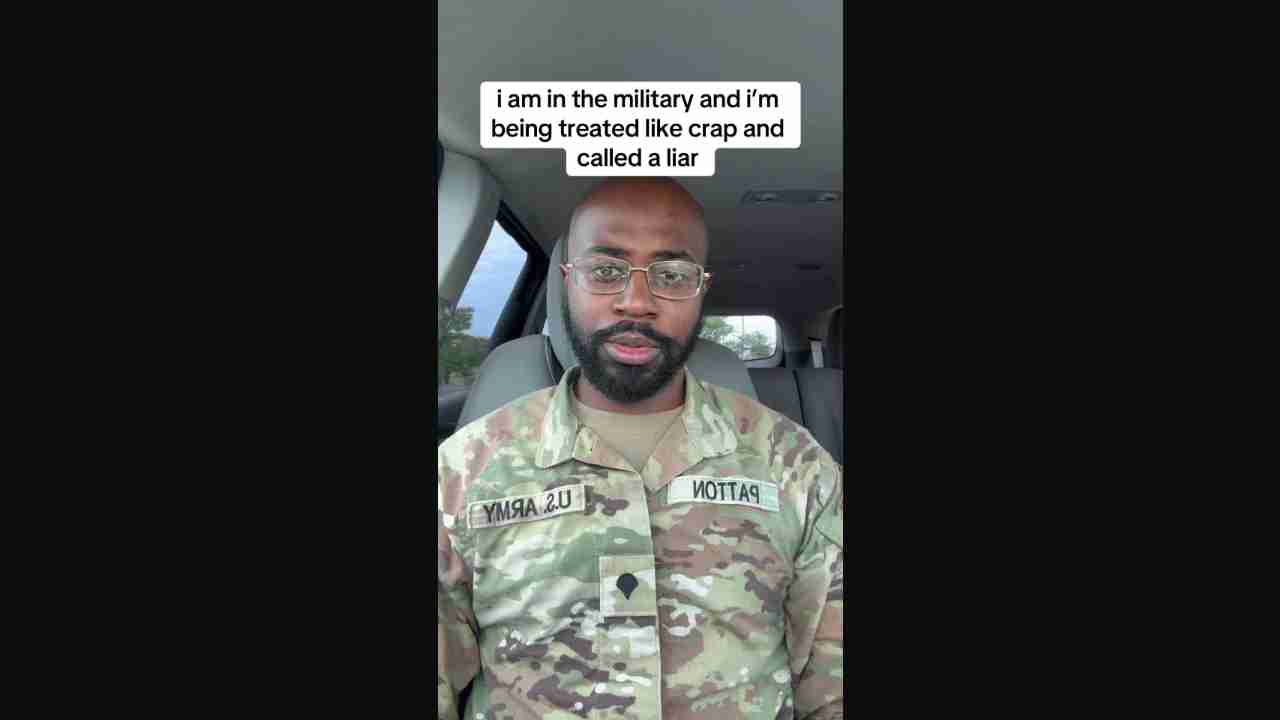 i am in the military and i'm
being treated like crap and
called a liar
PATTON
U.S. ARMY